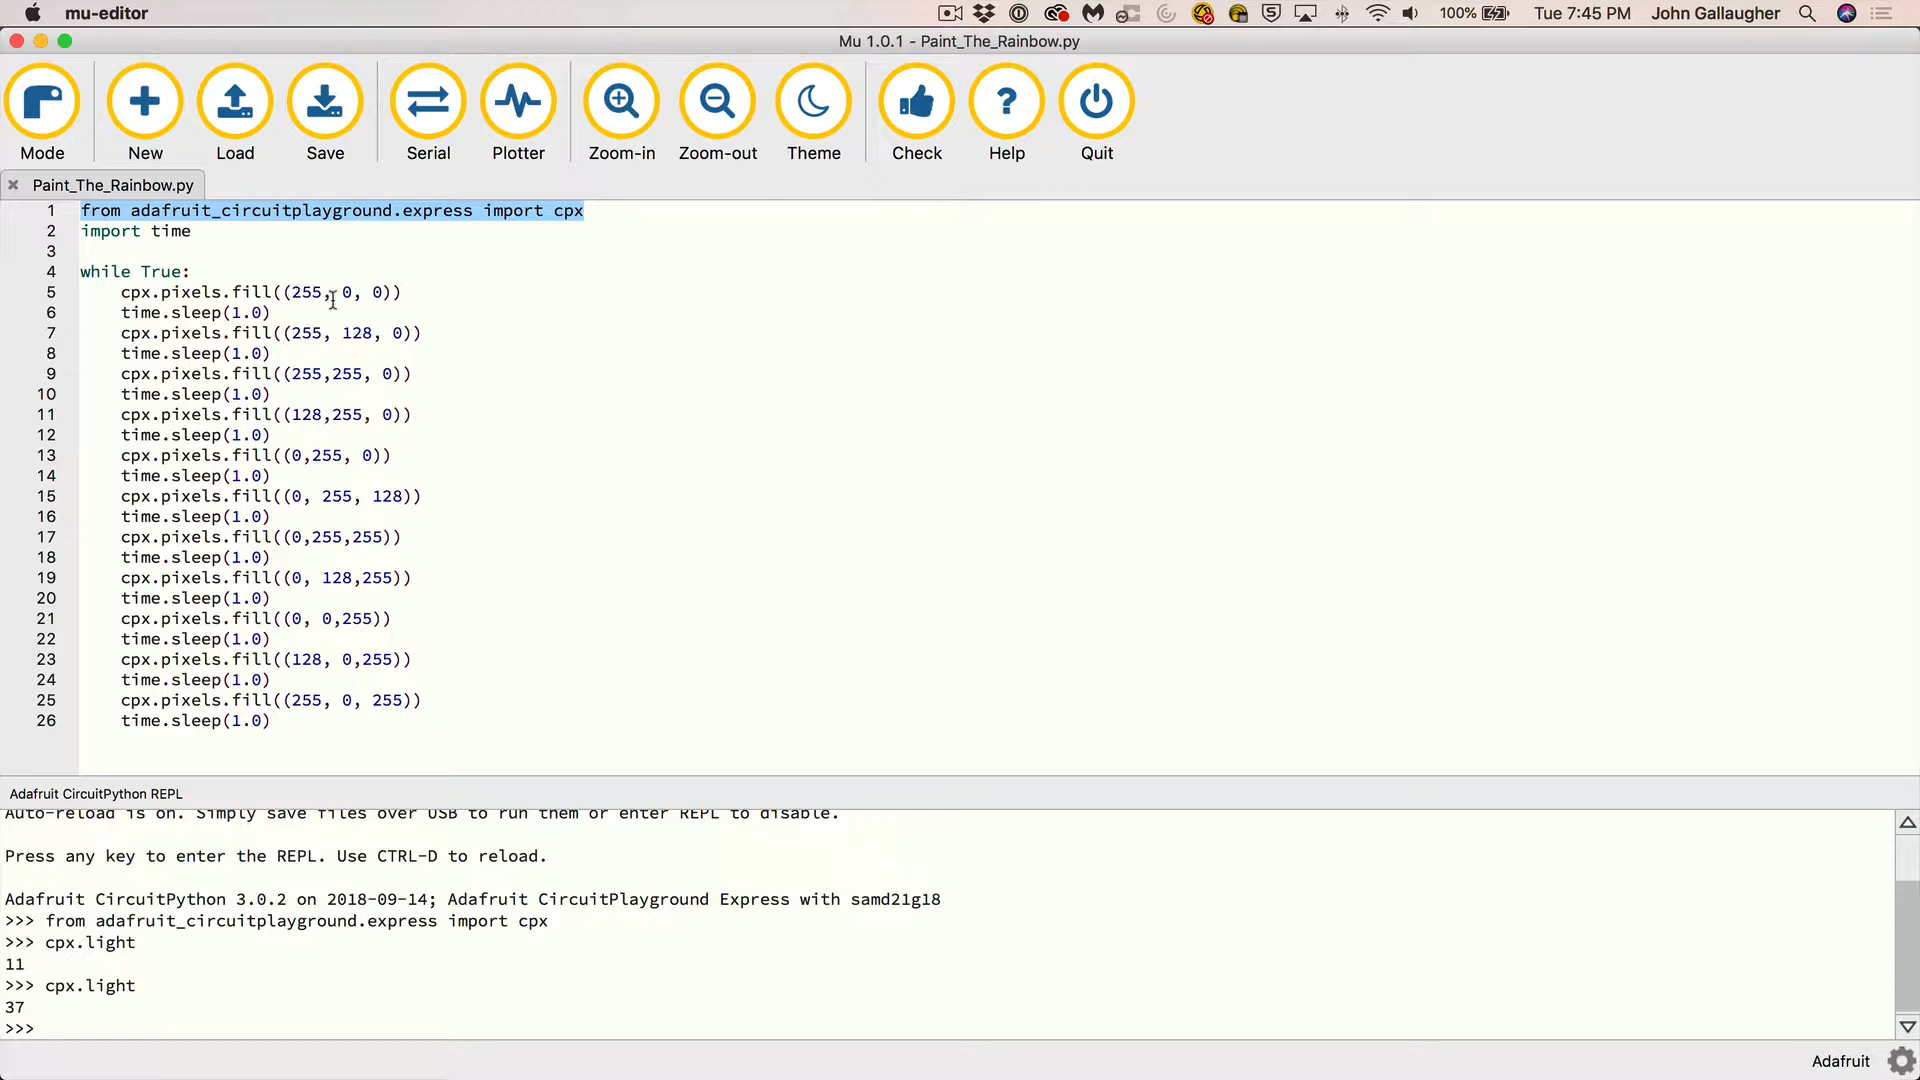 mu-editor
100%
Tue 7:45 PM
John Gallaugher
Mu 1.0.1 - Paint_The_Rainbow.py
Mode
New
Load
Save
Serial
Plotter
Zoom-in
Zoom-out
Theme
Check
Help
Quit
Paint_The_Rainbow.py
1 from adafruit_circuitplayground.express import cpx
2 import time
3
4 while True:
5 cpx.pixels.fill((255, 0, 0))
6 time.sleep(1.0)
7 cpx.pixels.fill((255, 128, 0))
8 time.sleep(1.0)
9 cpx.pixels.fill((255,255, 0))
10 time.sleep(1.0)
11 cpx.pixels.fill((128,255, 0))
12 time.sleep(1.0)
13 cpx.pixels.fill((0,255, 0))
14 time.sleep(1.0)
15 cpx.pixels.fill((0, 255, 128))
16 time.sleep(1.0)
17 cpx.pixels.fill((0,255,255))
18 time.sleep(1.0)
19 cpx.pixels.fill((0, 128,255))
20 time.sleep(1.0)
21 cpx.pixels.fill((0, 0,255))
22 time.sleep(1.0)
23 cpx.pixels.fill((128, 0,255))
24 time.sleep(1.0)
25 cpx.pixels.fill((255, 0, 255))
26 time.sleep(1.0)
Adafruit CircuitPython REPL
Auto-reload is on. Simply save files over USB to run them or enter REPL to disable.
Press any key to enter the REPL. Use CTRL-D to reload.
Adafruit CircuitPython 3.0.2 on 2018-09-14; Adafruit CircuitPlayground Express with samd21g18
>>> from adafruit_circuitplayground.express import cpx
>>> cpx.light
11
>>> cpx.light
37
>>>
Adafruit